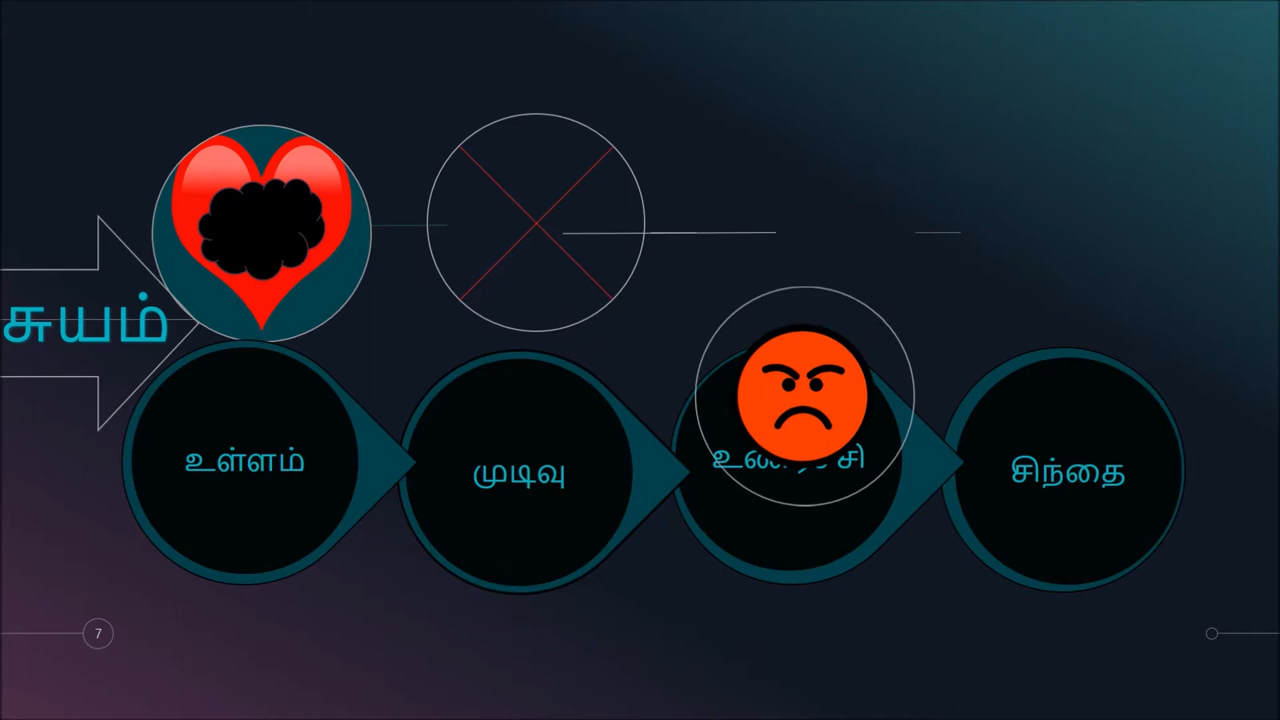 சுயம்
உள்ளம்
முடிவு
சிந்தை
7